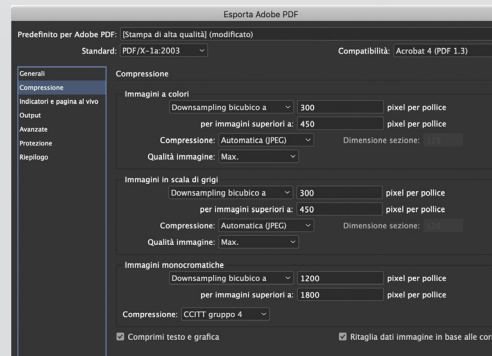 Esporta Adobe PDF
Predefinito per Adobe PDF: [Stampa di alta qualità] (modificato)
Standard: PDF/X-1a:2003 Compatibilità: Acrobat 4 (PDF 1.3)
Generali
Compressione
Indicatori e pagina al vivo
Output
Avanzate
Protezione
Riepilogo
Compressione
Immagini a colori
Downsampling bicubico a 300 pixel per pollice
per immagini superiori a: 450 pixel per pollice
Compressione: Automatica (JPEG) Dimensione sezione: 128
Qualità immagine: Max.
Immagini in scala di grigi
Downsampling bicubico a 300 pixel per pollice
per immagini superiori a: 450 pixel per pollice
Compressione: Automatica (JPEG) Dimensione sezione: 128
Qualità immagine: Max.
Immagini monocromatiche
Downsampling bicubico a 1200 pixel per pollice
per immagini superiori a: 1800 pixel per pollice
Compressione: CCITT gruppo 4
Comprimi testo e grafica Ritaglia dati immagine in base alle cor